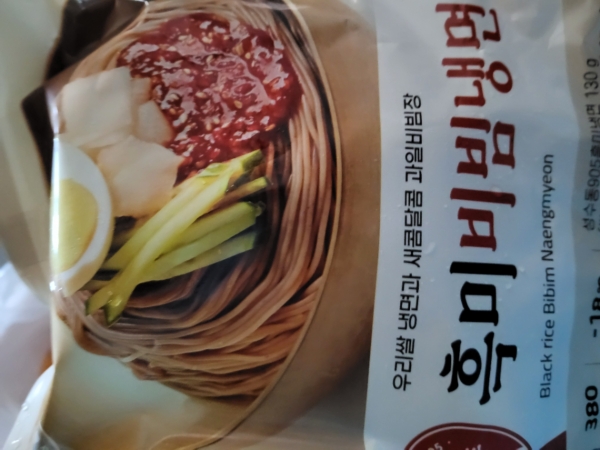 우리쌀 냉면과 새콤달콤 과일비빔장
흑미비빔냉면
Black rice Bibim Naengmyeon
130 g
380